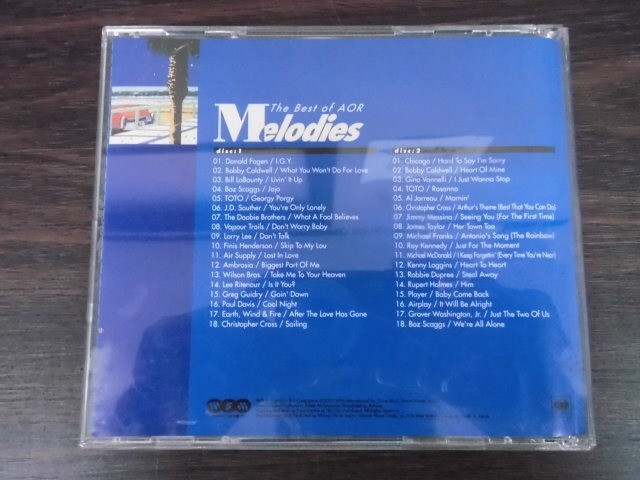 The Best of AOR
Melodies
disc: 1
01. Donald Fagen / I.G.Y
02. Bobby Caldwell / What You Won't Do For Love
03. Bill LaBounty / Livin' It Up
04. Boz Scaggs / Jojo
05. TOTO / Georgy Porgy
06. J.D. Souther / You're Only Lonely
07. The Doobie Brothers / What A Fool Believes
08. Vapour Trails / Don't Worry Baby
09. Larry Lee / Don't Talk
10. Finis Henderson / Skip To My Lou
11. Air Supply / Lost In Love
12. Ambrosia / Biggest Part Of Me
13. Wilson Bros. / Take Me To Your Heaven
14. Lee Ritenour / Is It You?
15. Greg Guidry / Goin' Down
16. Paul Davis / Cool Night
17. Earth, Wind & Fire / After The Love Has Gone
18. Christopher Cross / Sailing
disc: 2
01. Chicago / Hard To Say I'm Sorry
02. Bobby Caldwell / Heart Of Mine
03. Gino Vannelli / I Just Wanna Stop
04. TOTO / Rosanna
05. Al Jarreau / Mornin'
06. Christopher Cross / Arthur's Theme (Best That You Can Do)
07. Jimmy Messina / Seeing You (For The First Time)
08. James Taylor / Her Town Too
09. Michael Franks / Antonio's Song (The Rainbow)
10. Ray Kennedy / Just For The Moment
11. Michael McDonald / I Keep Forgettin' (Every Time You're Near)
12. Kenny Loggins / Heart To Heart
13. Robbie Dupree / Steal Away
14. Rupert Holmes / Him
15. Player / Baby Come Back
16. Airplay / It Will Be Alright
17. Grover Washington, Jr. / Just The Two Of Us
18. Boz Scaggs / We're All Alone